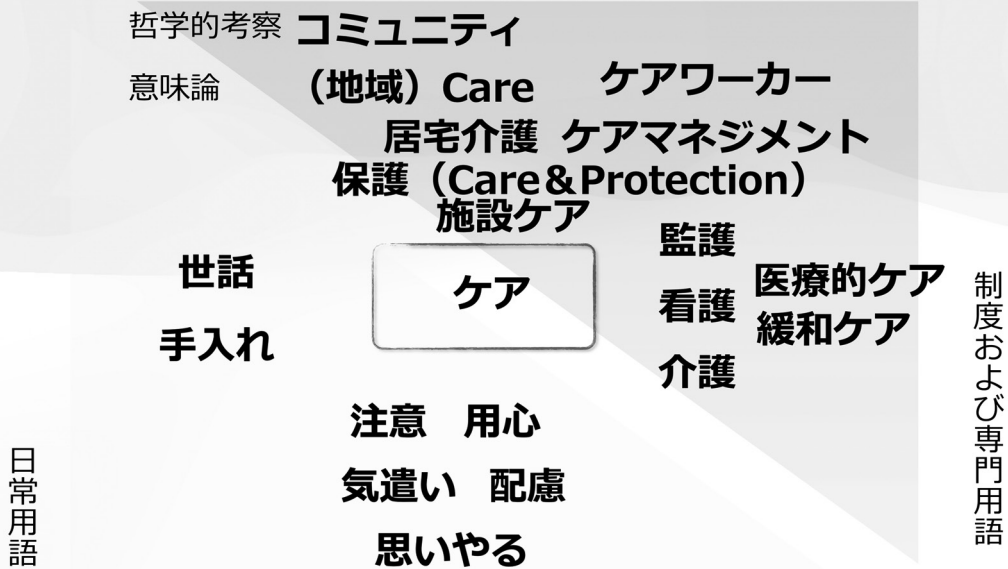 哲学的考察
コミュニティ
意味論
（地域）Care
ケアワーカー
居宅介護
ケアマネジメント
保護（Care＆Protection）
施設ケア
監護
世話
ケア
医療的ケア
看護
緩和ケア
手入れ
介護
注意　用心
気遣い　配慮
思いやる
日常用語
制度および専門用語